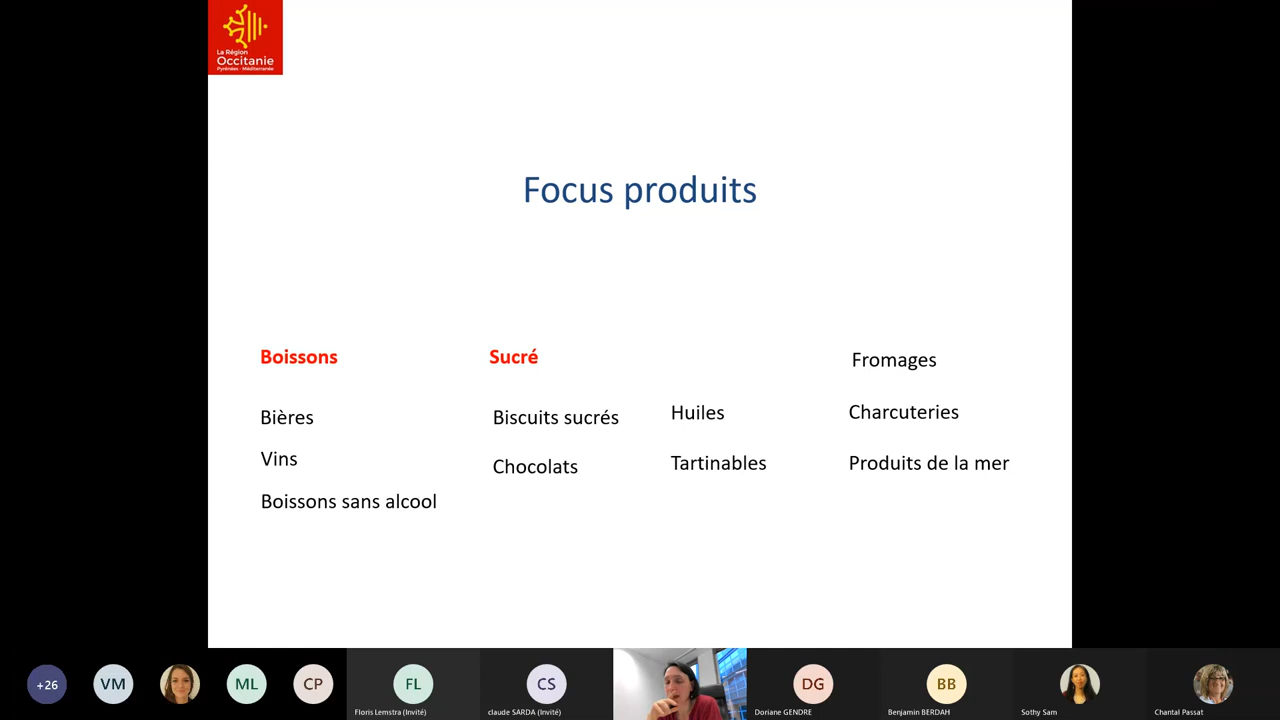 La Région
Occitanie
Pyrénées - Méditerranée
Focus produits
Boissons
Bières
Vins
Boissons sans alcool
Sucré
Biscuits sucrés
Chocolats
Huiles
Tartinables
Fromages
Charcuteries
Produits de la mer
+26
VM
ML
CP
FL
Floris Lemstra (Invité)
CS
claude SARDA (Invité)
DG
Doriane GENDRE
BB
Benjamin BERDAH
Sothy Sam
Chantal Passat